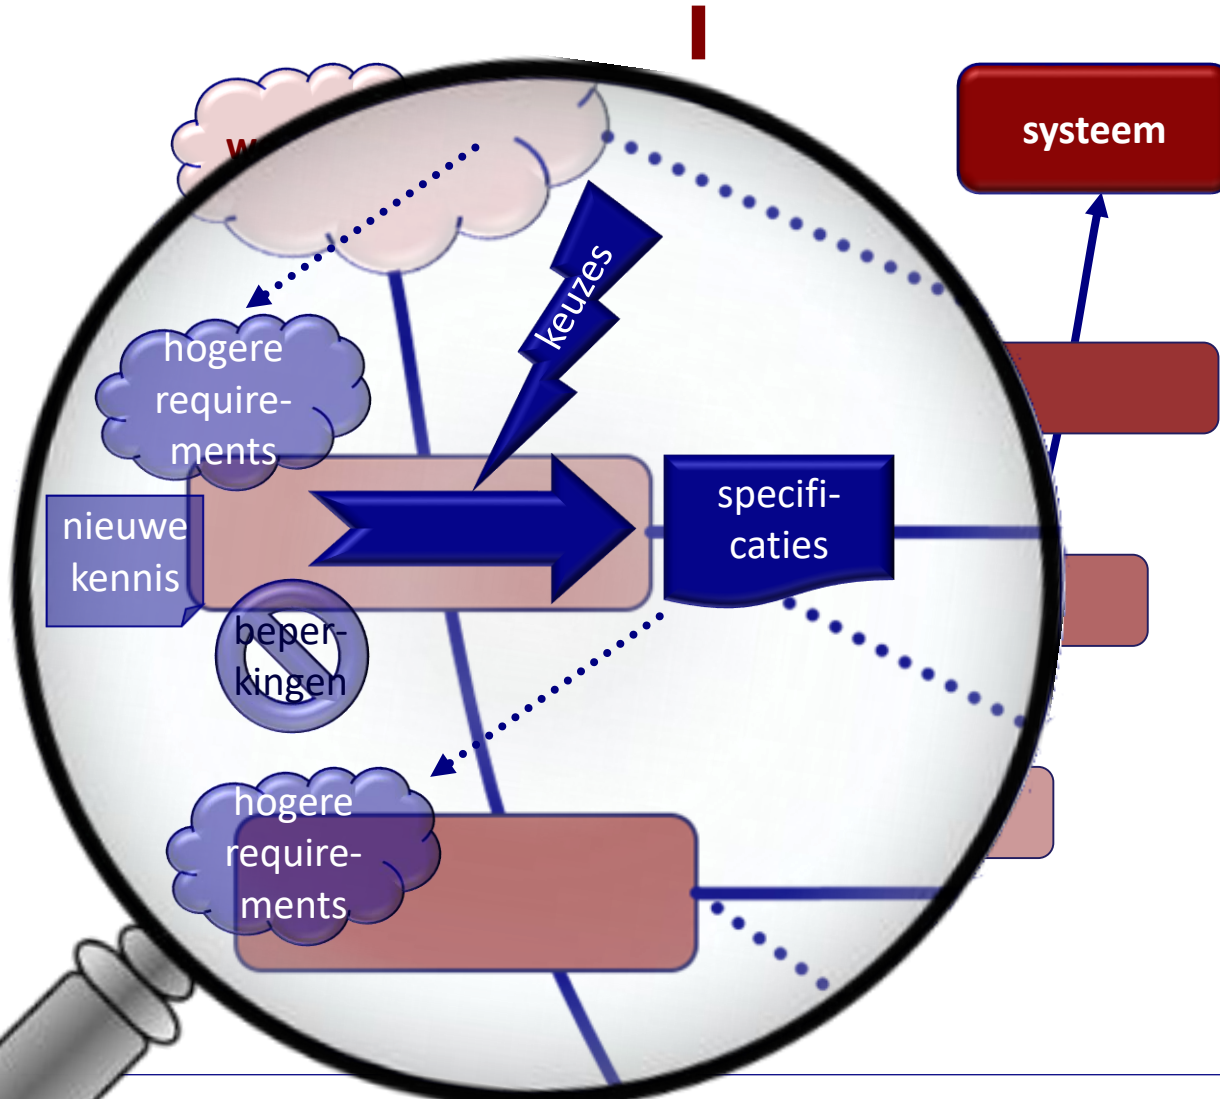 systeem
keuzes
hogere
require-
ments
nieuwe
kennis
specifi-
caties
beper-
kingen
hogere
require-
ments